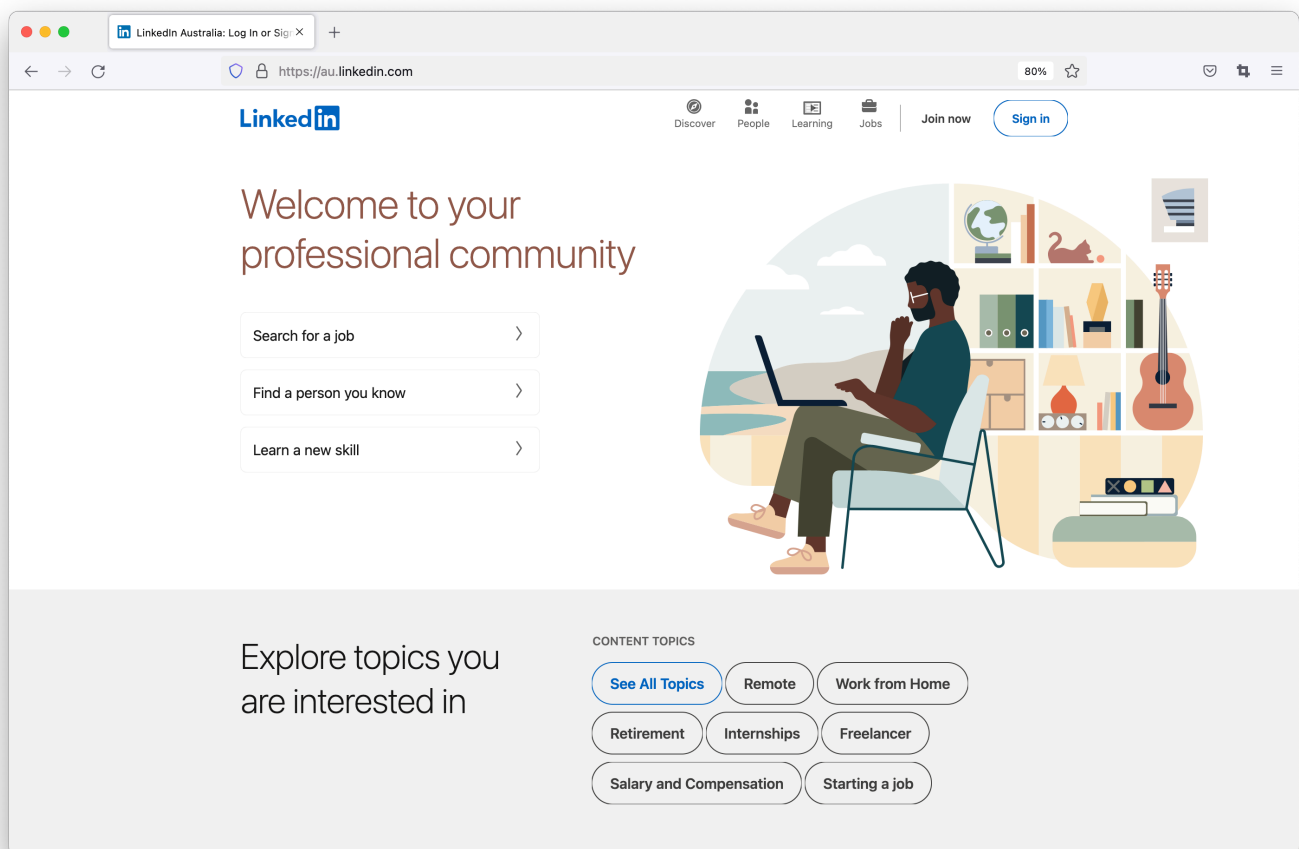 LinkedIn Australia: Log In or Sign
https://au.linkedin.com
80%
Linked in
Discover
People
Learning
Jobs
Join now
Sign in
Welcome to your
professional community
Search for a job
Find a person you know
Learn a new skill
Explore topics you
are interested in
CONTENT TOPICS
See All Topics
Remote
Work from Home
Retirement
Internships
Freelancer
Salary and Compensation
Starting a job